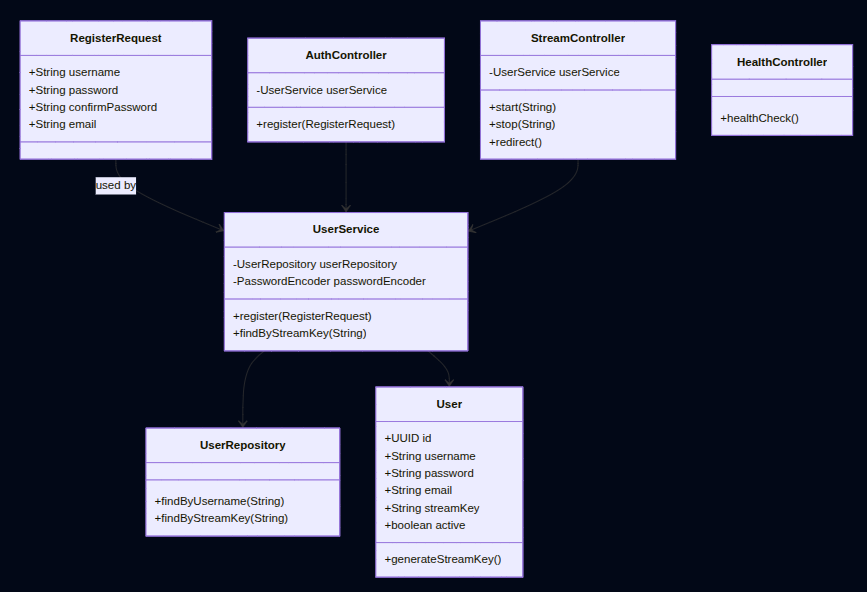 RegisterRequest
+String username
+String password
+String confirmPassword
+String email
AuthController
-UserService userService
+register(RegisterRequest)
StreamController
-UserService userService
+start(String)
+stop(String)
+redirect()
HealthController
+healthCheck()
used by
UserService
-UserRepository userRepository
-PasswordEncoder passwordEncoder
+register(RegisterRequest)
+findByStreamKey(String)
UserRepository
+findByUsername(String)
+findByStreamKey(String)
User
+UUID id
+String username
+String password
+String email
+String streamKey
+boolean active
+generateStreamKey()